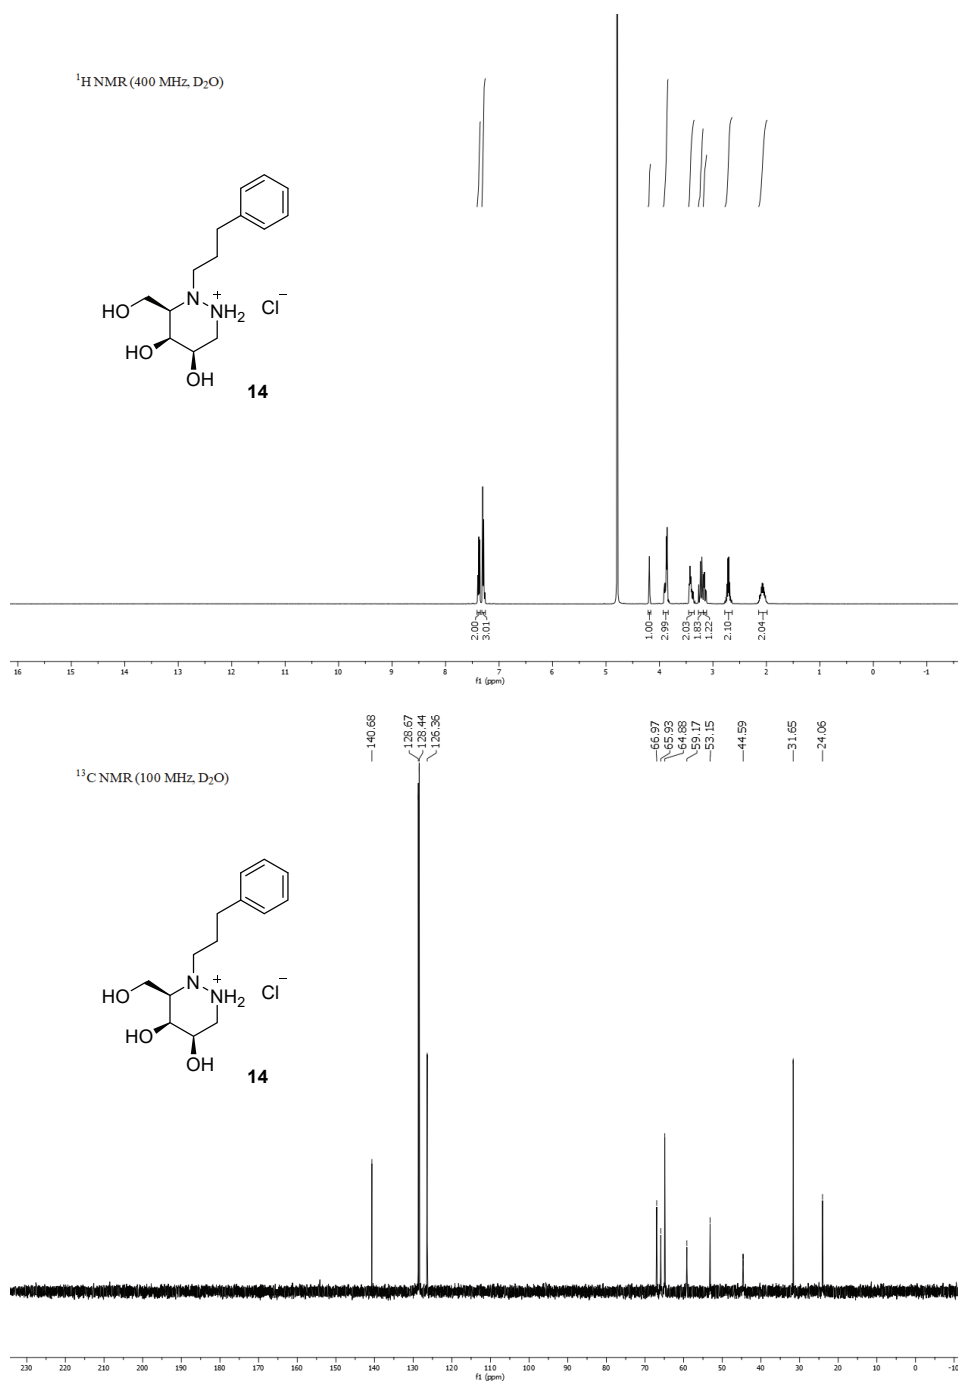 ¹H NMR (400 MHz, D₂O)
N
+
NH₂
Cl⁻
HO
HO
OH
14
2.00
3.01
1.00
2.99
2.03
1.83
1.22
2.10
2.04
16 15 14 13 12 11 10 9 8 7 6 5 4 3 2 1 0 -1
f1 (ppm)
140.68
128.67
128.44
126.36
66.97
65.93
64.88
59.17
53.15
44.59
31.65
24.06
¹³C NMR (100 MHz, D₂O)
N
+
NH₂
Cl⁻
HO
HO
OH
14
230 220 210 200 190 180 170 160 150 140 130 120 110 100 90 80 70 60 50 40 30 20 10 0 -10
f1 (ppm)